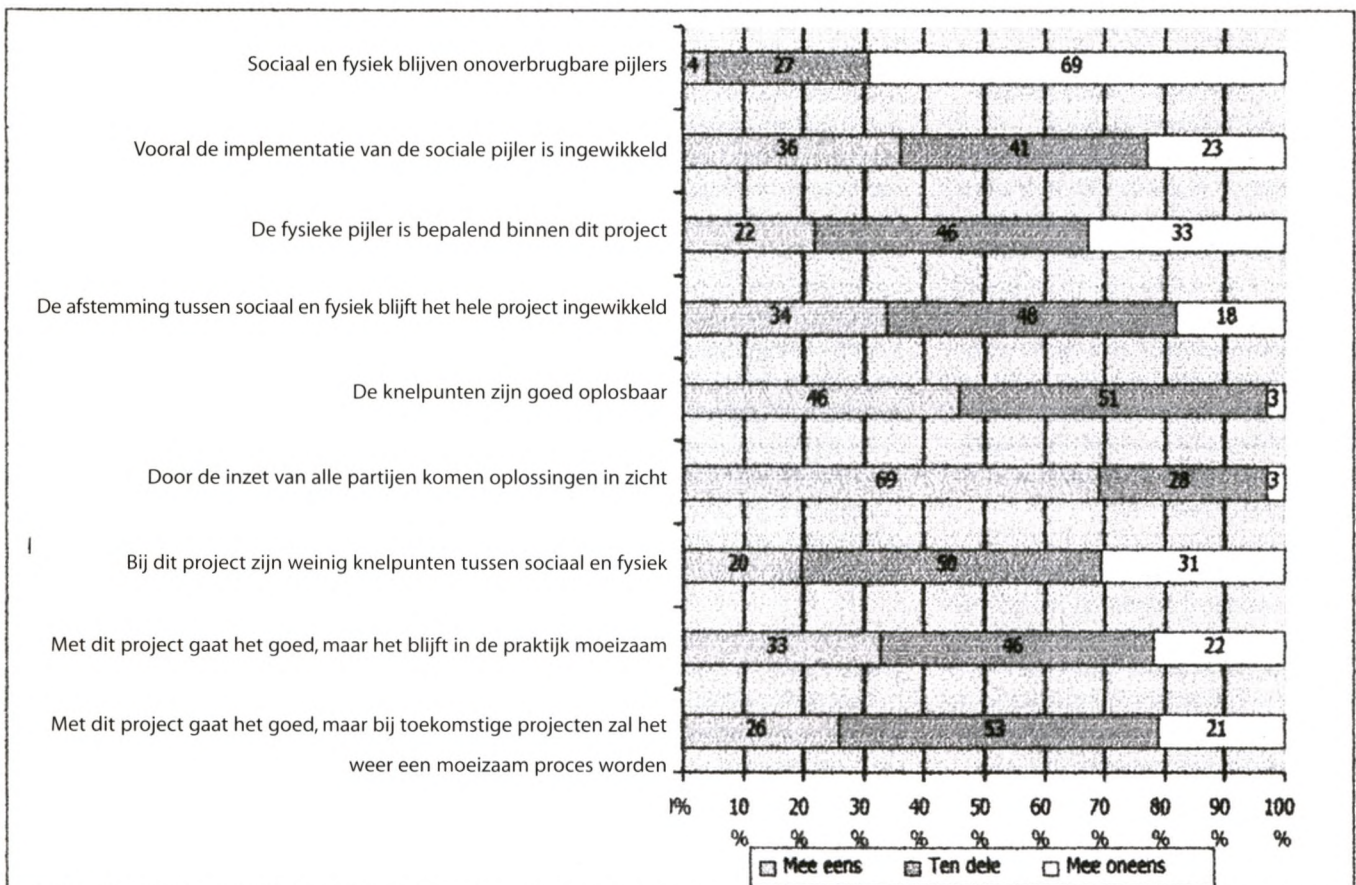 Sociaal en fysiek blijven onoverbrugbare pijlers
4 27 69
Vooral de implementatie van de sociale pijler is ingewikkeld
36 41 23
De fysieke pijler is bepalend binnen dit project
22 46 33
De afstemming tussen sociaal en fysiek blijft het hele project ingewikkeld
34 48 18
De knelpunten zijn goed oplosbaar
46 51 3
Door de inzet van alle partijen komen oplossingen in zicht
69 28 3
Bij dit project zijn weinig knelpunten tussen sociaal en fysiek
20 50 31
Met dit project gaat het goed, maar het blijft in de praktijk moeizaam
33 46 22
Met dit project gaat het goed, maar bij toekomstige projecten zal het
26 53 21
weer een moeizaam proces worden
% 10 20 30 40 50 60 70 80 90 100
% % % % % % % % % %
Mee eens Ten dele Mee oneens